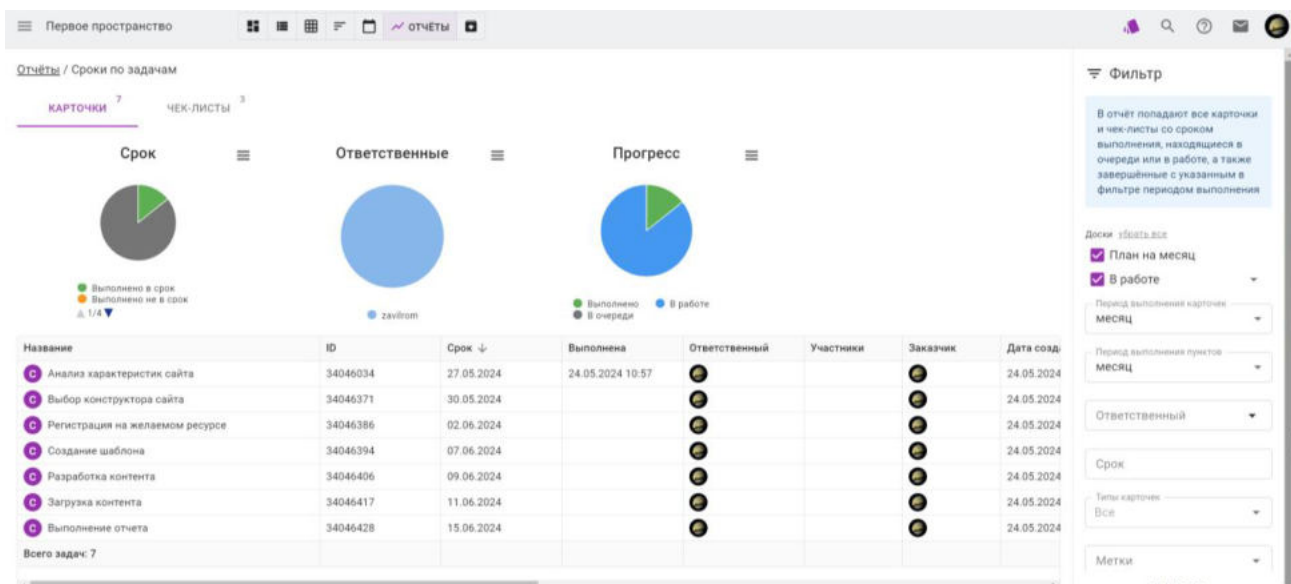 Первое пространство
ОТЧЁТЫ
Отчёты / Сроки по задачам
КАРТОЧКИ 7 ЧЕК-ЛИСТЫ 3
Срок
Выполнено в срок
Выполнено не в срок
1/4
Ответственные
zavilrom
Прогресс
Выполнено В работе
В очереди
Название ID Срок Выполнена Ответственный Участники Заказчик Дата созд
С Анализ характеристик сайта 34046034 27.05.2024 24.05.2024 10:57 24.05.2024
С Выбор конструктора сайта 34046371 30.05.2024 24.05.2024
С Регистрация на желаемом ресурсе 34046386 02.06.2024 24.05.2024
С Создание шаблона 34046394 07.06.2024 24.05.2024
С Разработка контента 34046406 09.06.2024 24.05.2024
С Загрузка контента 34046417 11.06.2024 24.05.2024
С Выполнение отчета 34046428 15.06.2024 24.05.2024
Всего задач: 7
Фильтр
В отчёт попадают все карточки
и чек-листы со сроком
выполнения, находящиеся в
очереди или в работе, а также
завершённые с указанным в
фильтре периодом выполнения
Доски убрать все
План на месяц
В работе
Период выполнения карточек
месяц
Период выполнения пунктов
месяц
Ответственный
Срок
Типы карточек
Все
Метки